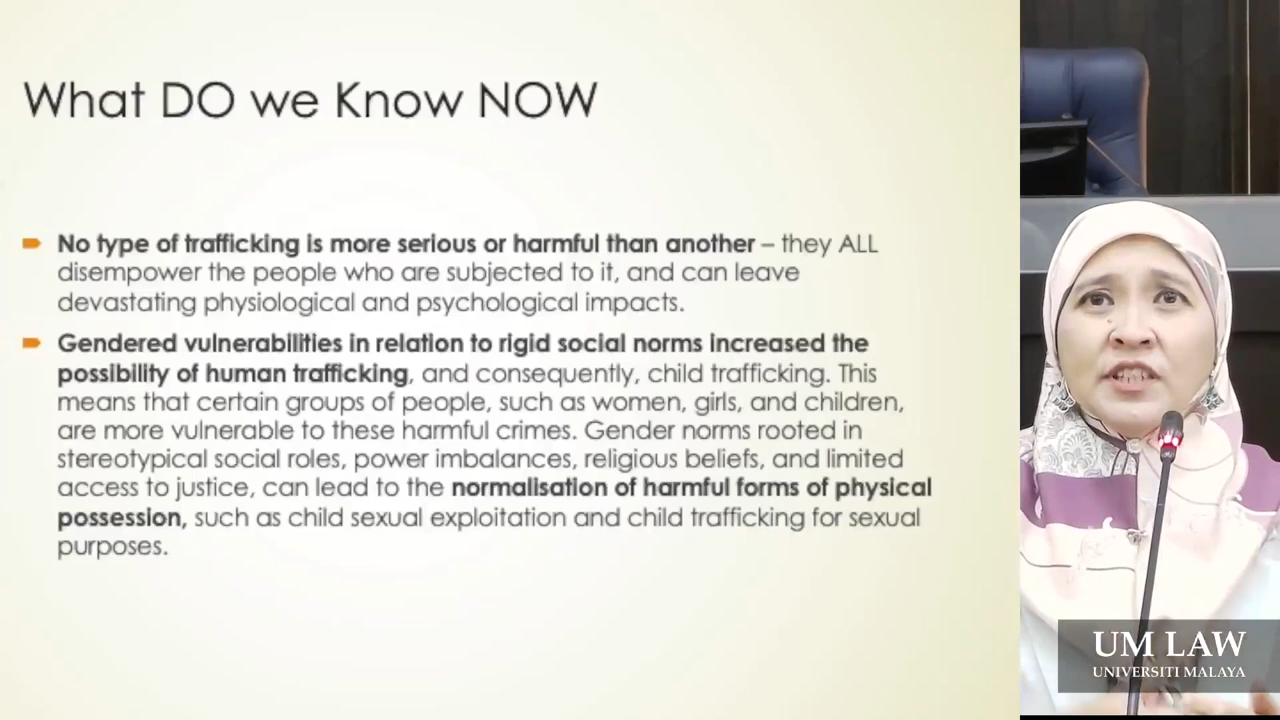 What DO we Know NOW
No type of trafficking is more serious or harmful than another – they ALL
disempower the people who are subjected to it, and can leave
devastating physiological and psychological impacts.
Gendered vulnerabilities in relation to rigid social norms increased the
possibility of human trafficking, and consequently, child trafficking. This
means that certain groups of people, such as women, girls, and children,
are more vulnerable to these harmful crimes. Gender norms rooted in
stereotypical social roles, power imbalances, religious beliefs, and limited
access to justice, can lead to the normalisation of harmful forms of physical
possession, such as child sexual exploitation and child trafficking for sexual
purposes.
UM LAW
UNIVERSITI MALAYA